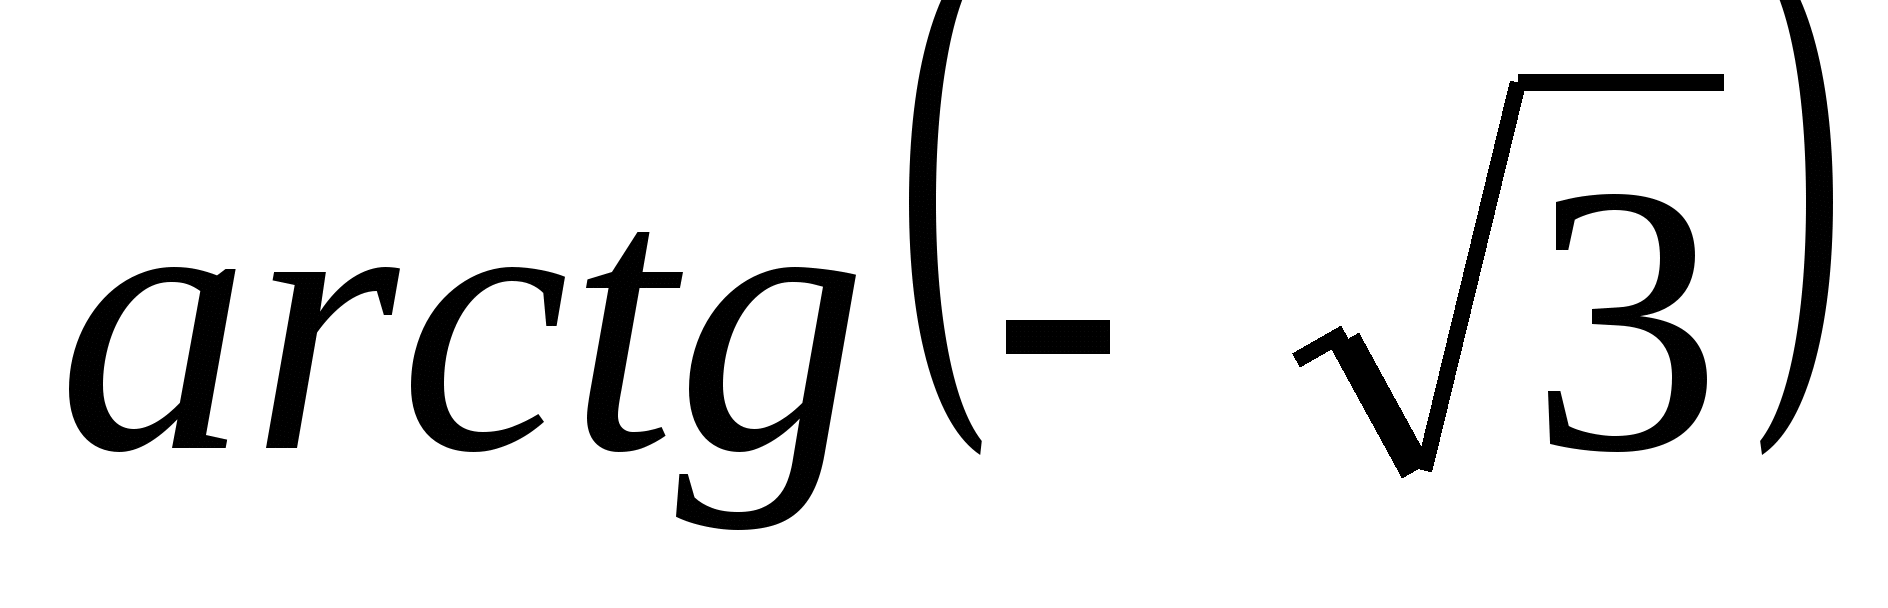 arctg(- √3)